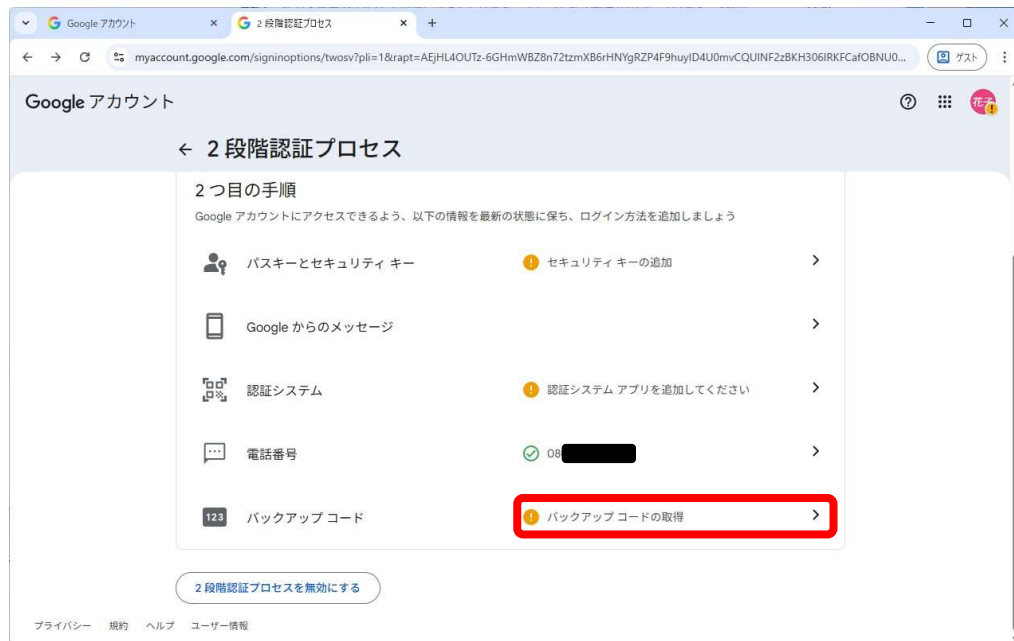 Google アカウント
2 段階認証プロセス
myaccount.google.com/signinoptions/twosv?pli=1&rapt=AEjHL4OUTz-6GHmWBZ8n72tzmXB6rHNYgRZP4F9huyID4U0mvCQUINF2zBKH306IRKFCafOBNU0...
ゲスト
Google アカウント
花子
2 段階認証プロセス
2 つ目の手順
Google アカウントにアクセスできるよう、以下の情報を最新の状態に保ち、ログイン方法を追加しましょう
パスキーとセキュリティ キー
セキュリティ キーの追加
Google からのメッセージ
認証システム
認証システム アプリを追加してください
電話番号
08
123
バックアップ コード
バックアップ コードの取得
2 段階認証プロセスを無効にする
プライバシー 規約 ヘルプ ユーザー情報